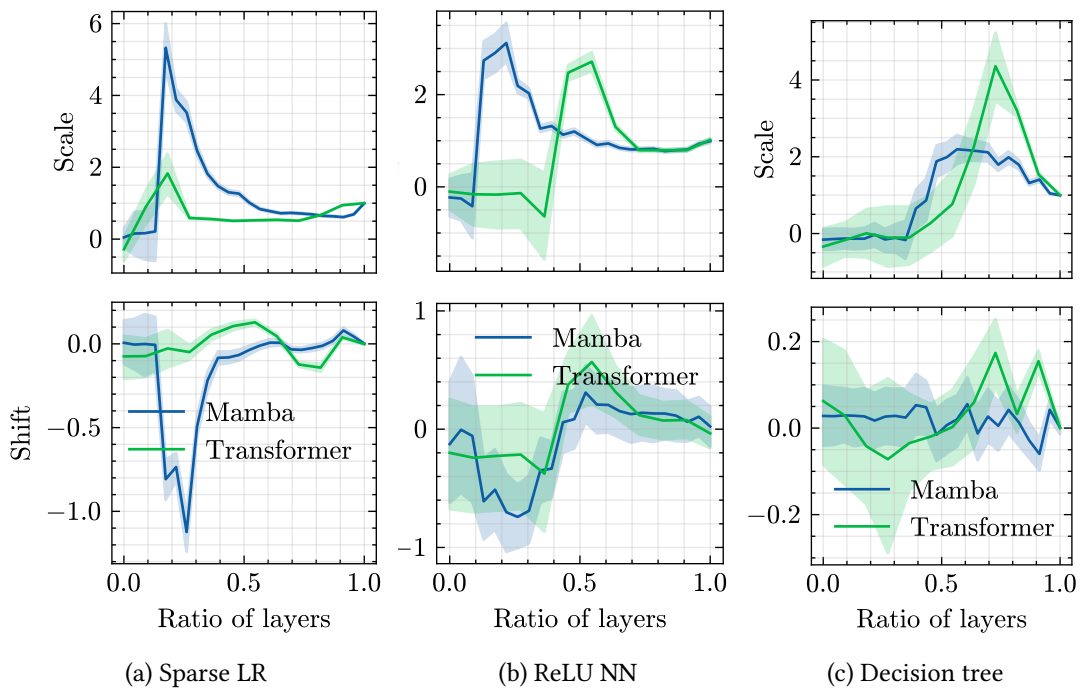 6
4
2
0
Scale
2
0
4
2
0
Scale
0.0
−0.5
−1.0
Shift
Mamba
Transformer
0.0
0.5
1.0
Ratio of layers
1
0
−1
Mamba
Transformer
0.0
0.5
1.0
Ratio of layers
0.2
0.0
−0.2
Mamba
Transformer
0.0
0.5
1.0
Ratio of layers
(a) Sparse LR
(b) ReLU NN
(c) Decision tree